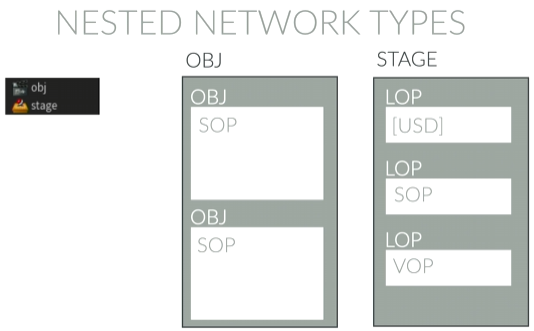 NESTED NETWORK TYPES
obj
stage
OBJ
OBJ
SOP
OBJ
SOP
STAGE
LOP
[USD]
LOP
SOP
LOP
VOP